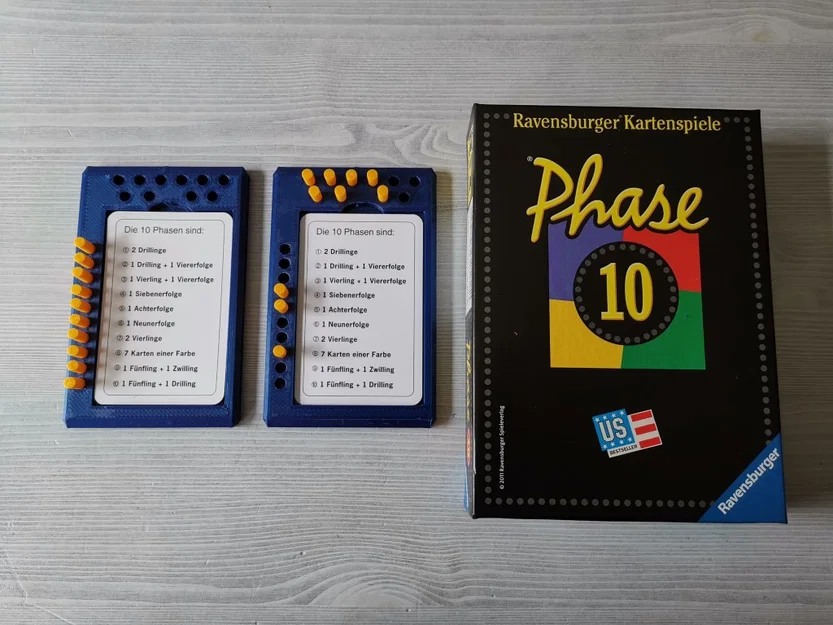 Die 10 Phasen sind:
① 2 Drillinge
② 1 Drilling + 1 Viererfolge
③ 1 Vierling + 1 Viererfolge
④ 1 Siebenerfolge
⑤ 1 Achterfolge
⑥ 1 Neunerfolge
⑦ 2 Vierlinge
⑧ 7 Karten einer Farbe
⑨ 1 Fünfling + 1 Zwilling
⑩ 1 Fünfling + 1 Drilling
Die 10 Phasen sind:
① 2 Drillinge
② 1 Drilling + 1 Viererfolge
③ 1 Vierling + 1 Viererfolge
④ 1 Siebenerfolge
⑤ 1 Achterfolge
⑥ 1 Neunerfolge
⑦ 2 Vierlinge
⑧ 7 Karten einer Farbe
⑨ 1 Fünfling + 1 Zwilling
⑩ 1 Fünfling + 1 Drilling
Ravensburger® Kartenspiele
®Phase
10
US
BESTSELLER
© 2011 Ravensburger Spieleverlag
Ravensburger